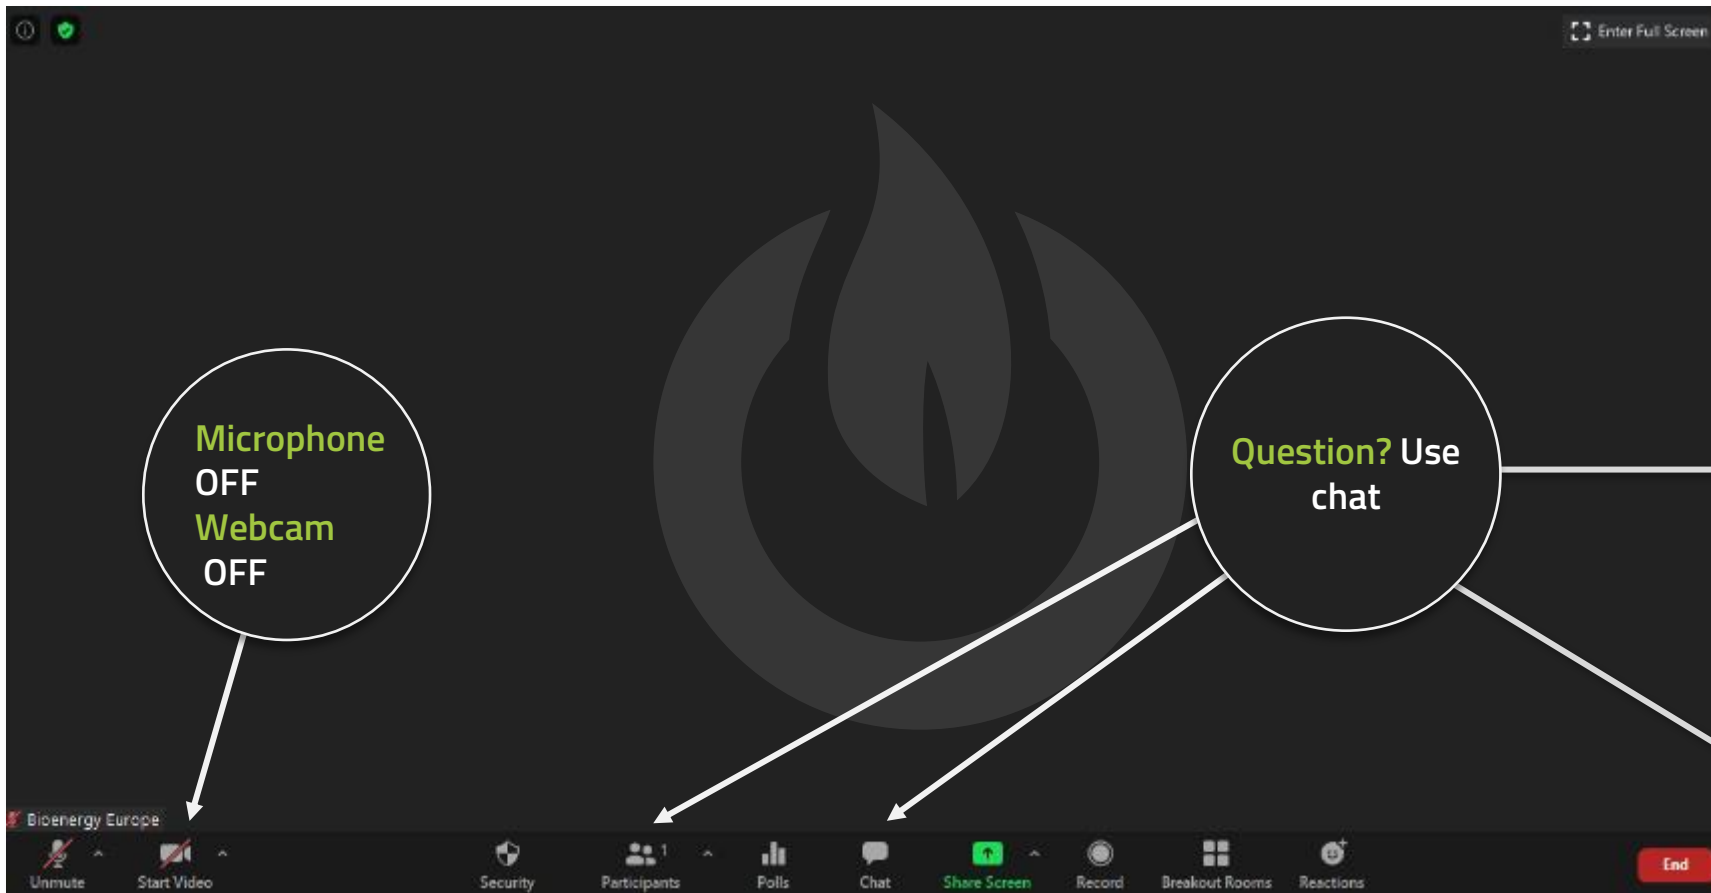 Enter Full Screen
Microphone
OFF
Webcam
OFF
Question? Use
chat
Bioenergy Europe
Unmute
Start Video
Security
Participants
1
Polls
Chat
Share Screen
Record
Breakout Rooms
Reactions
End